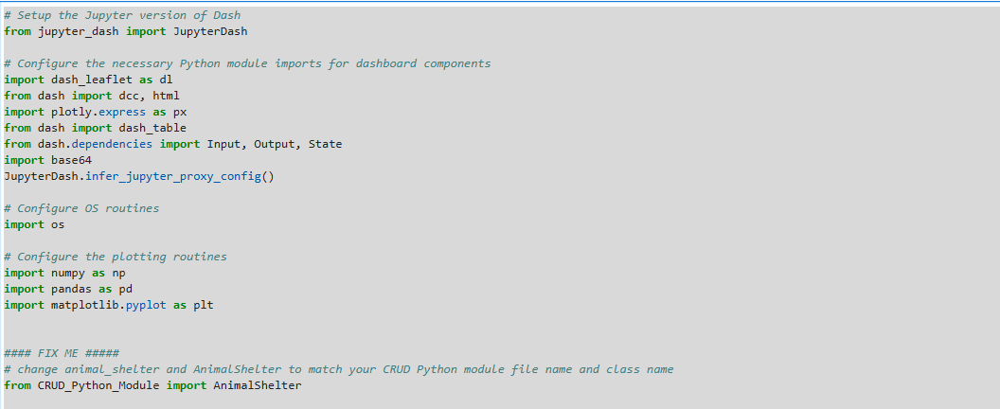 # Setup the Jupyter version of Dash
from jupyter_dash import JupyterDash
# Configure the necessary Python module imports for dashboard components
import dash_leaflet as dl
from dash import dcc, html
import plotly.express as px
from dash import dash_table
from dash.dependencies import Input, Output, State
import base64
JupyterDash.infer_jupyter_proxy_config()
# Configure OS routines
import os
# Configure the plotting routines
import numpy as np
import pandas as pd
import matplotlib.pyplot as plt
#### FIX ME #####
# change animal_shelter and AnimalShelter to match your CRUD Python module file name and class name
from CRUD_Python_Module import AnimalShelter